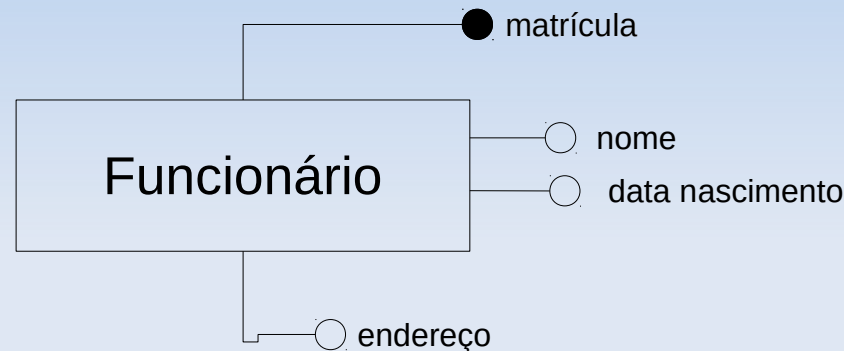 matrícula
nome
Funcionário
data nascimento
endereço